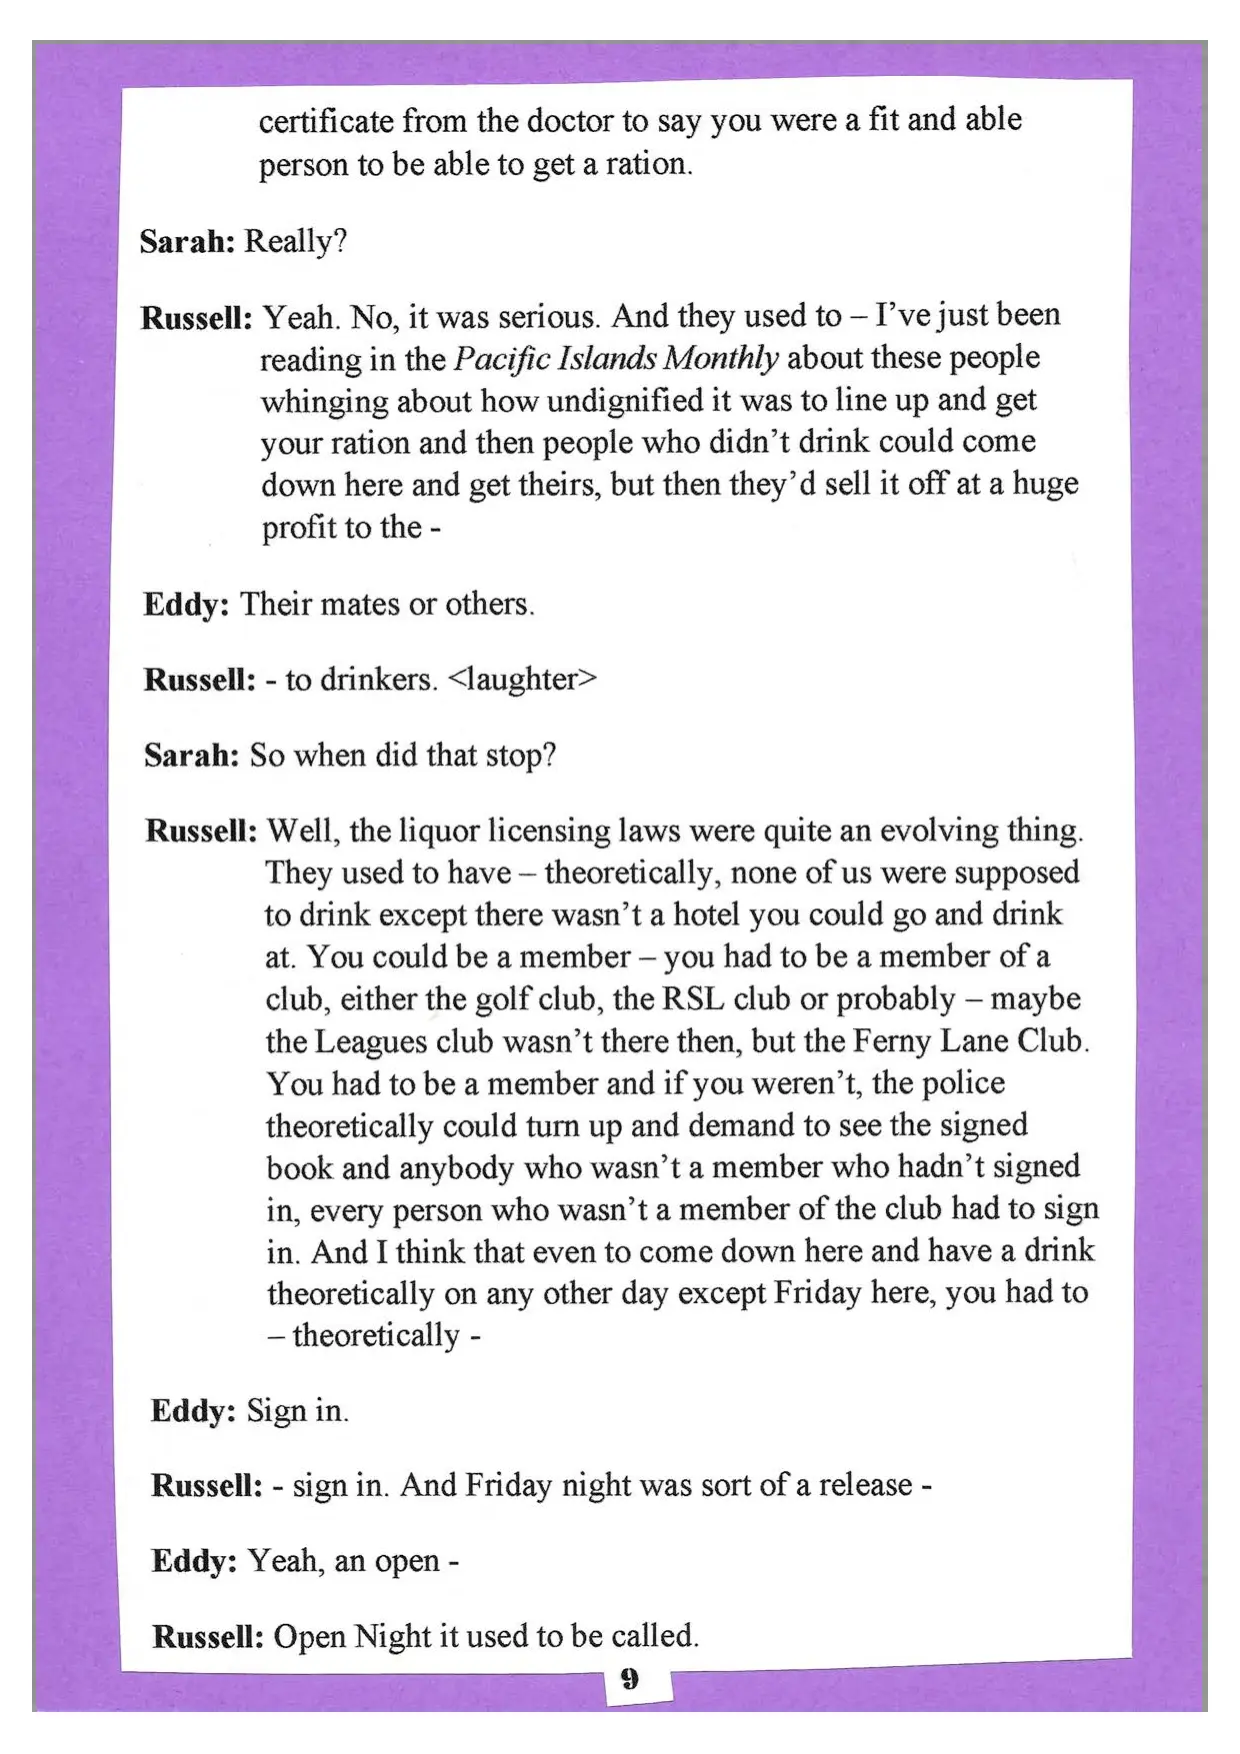 certificate from the doctor to say you were a fit and able
person to be able to get a ration.
Sarah: Really?
Russell: Yeah. No, it was serious. And they used to – I’ve just been
reading in the Pacific Islands Monthly about these people
whinging about how undignified it was to line up and get
your ration and then people who didn’t drink could come
down here and get theirs, but then they’d sell it off at a huge
profit to the -
Eddy: Their mates or others.
Russell: - to drinkers. <laughter>
Sarah: So when did that stop?
Russell: Well, the liquor licensing laws were quite an evolving thing.
They used to have – theoretically, none of us were supposed
to drink except there wasn’t a hotel you could go and drink
at. You could be a member – you had to be a member of a
club, either the golf club, the RSL club or probably – maybe
the Leagues club wasn’t there then, but the Ferny Lane Club.
You had to be a member and if you weren’t, the police
theoretically could turn up and demand to see the signed
book and anybody who wasn’t a member who hadn’t signed
in, every person who wasn’t a member of the club had to sign
in. And I think that even to come down here and have a drink
theoretically on any other day except Friday here, you had to
– theoretically -
Eddy: Sign in.
Russell: - sign in. And Friday night was sort of a release -
Eddy: Yeah, an open -
Russell: Open Night it used to be called.
9